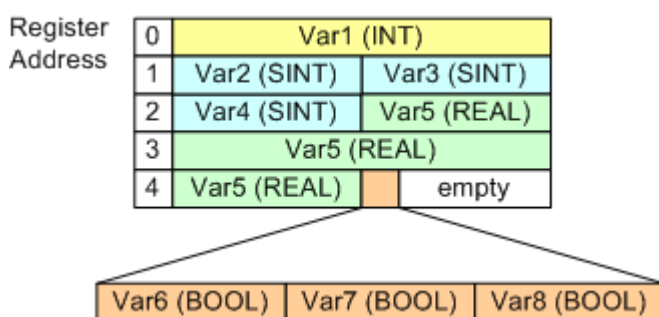 Register
Address
0 Var1 (INT)
1 Var2 (SINT) Var3 (SINT)
2 Var4 (SINT) Var5 (REAL)
3 Var5 (REAL)
4 Var5 (REAL) empty
Var6 (BOOL) Var7 (BOOL) Var8 (BOOL)